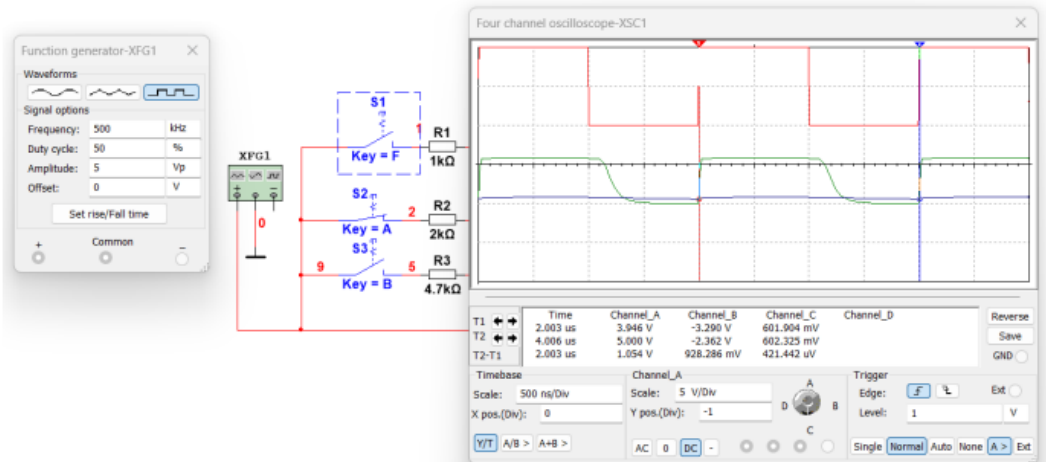 Four channel oscilloscope-XSC1
Function generator-XFG1
Waveforms
Signal options
Frequency: 500 kHz
Duty cycle: 50 %
Amplitude: 5 Vp
Offset: 0 V
Set rise/Fall time
+ Common −
XFG1
0
S1
1
Key = F
R1
1kΩ
S2
2
Key = A
R2
2kΩ
S3
9
5
Key = B
R3
4.7kΩ
Time Channel_A Channel_B Channel_C Channel_D
T1 2.003 us 3.946 V -3.290 V 601.904 mV
T2 4.006 us 5.000 V -2.362 V 602.325 mV
T2-T1 2.003 us 1.054 V 928.286 mV 421.442 uV
Reverse
Save
GND
Timebase
Scale: 500 ns/Div
X pos.(Div): 0
Y/T A/B > A+B >
Channel_A
Scale: 5 V/Div
Y pos.(Div): -1
AC 0 DC -
A
B
C
D
Trigger
Edge: Ext
Level: 1 V
Single Normal Auto None A > Ext